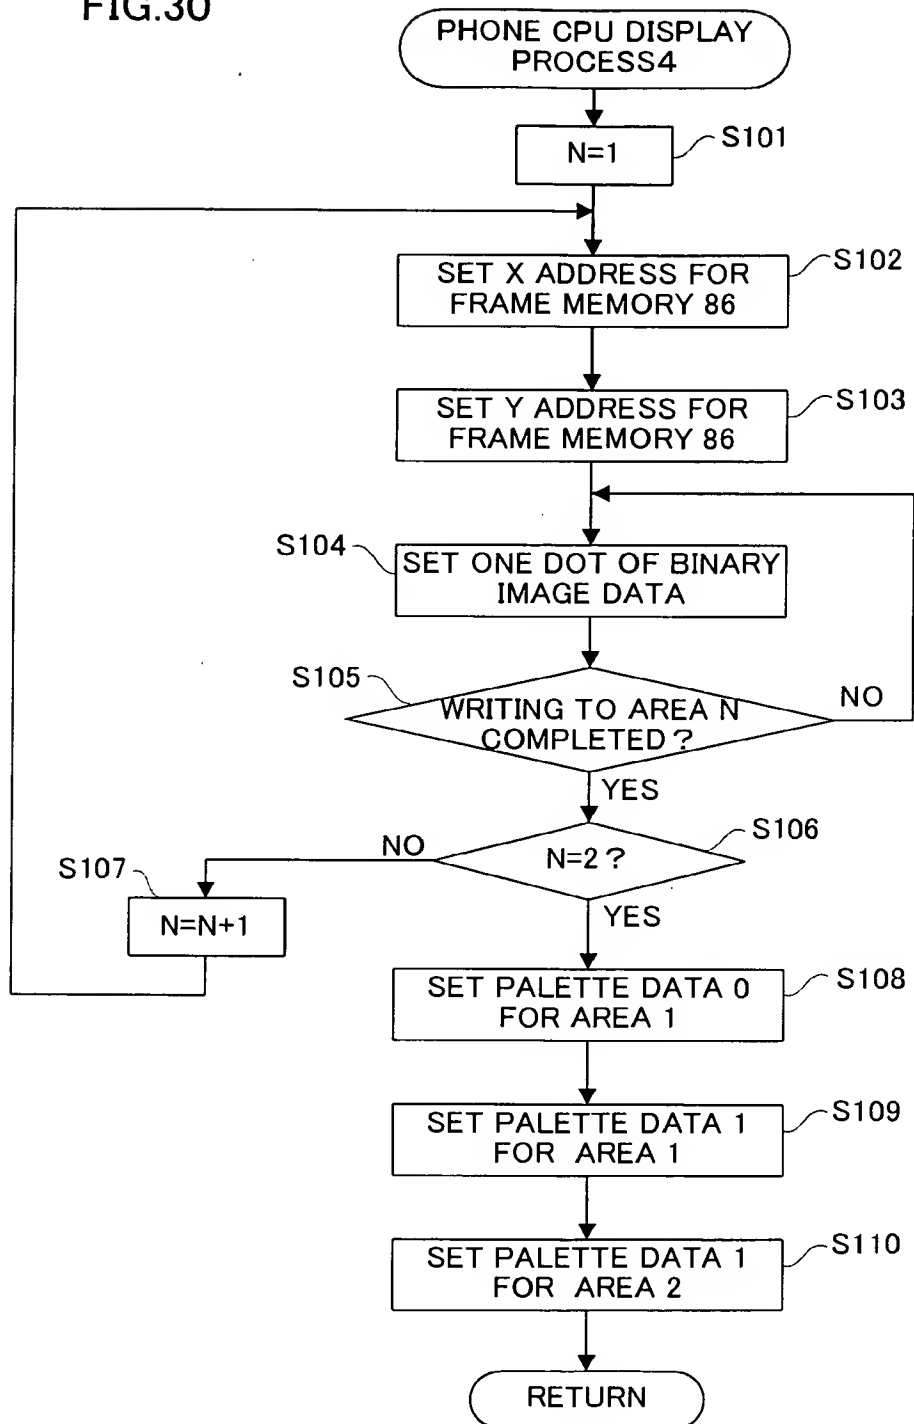 FIG.30
PHONE CPU DISPLAY
PROCESS4
N=1
S101
SET X ADDRESS FOR
FRAME MEMORY 86
S102
SET Y ADDRESS FOR
FRAME MEMORY 86
S103
S104
SET ONE DOT OF BINARY
IMAGE DATA
S105
WRITING TO AREA N
COMPLETED?
NO
YES
S106
N=2?
NO
S107
N=N+1
YES
SET PALETTE DATA 0
FOR AREA 1
S108
SET PALETTE DATA 1
FOR AREA 1
S109
SET PALETTE DATA 1
FOR AREA 2
S110
RETURN